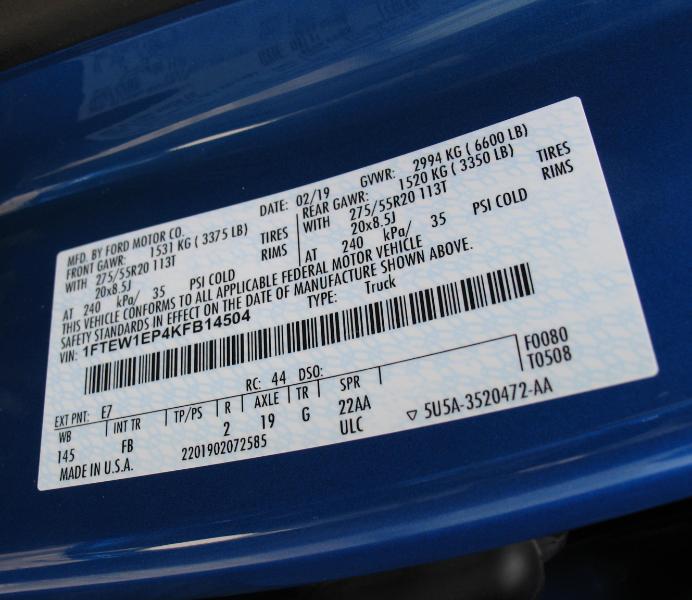 MFD. BY FORD MOTOR CO.
DATE: 02/19 GVWR: 2994 KG ( 6600 LB)
FRONT GAWR: 1531 KG ( 3375 LB)
REAR GAWR: 1520 KG ( 3350 LB)
WITH 275/55R20 113T TIRES
WITH 275/55R20 113T TIRES
20x8.5J RIMS
20x8.5J RIMS
AT 240 kPa/ 35 PSI COLD
AT 240 kPa/ 35 PSI COLD
THIS VEHICLE CONFORMS TO ALL APPLICABLE FEDERAL MOTOR VEHICLE
SAFETY STANDARDS IN EFFECT ON THE DATE OF MANUFACTURE SHOWN ABOVE.
VIN: 1FTEW1EP4KFB14504
TYPE: Truck
F0080
T0508
EXT PNT: E7 RC: 44 DSO:
WB INT TR TP/PS R AXLE TR SPR
145 FB 2 19 G 22AA
2201902072585 ULC
▽ 5U5A-3520472-AA
MADE IN U.S.A.